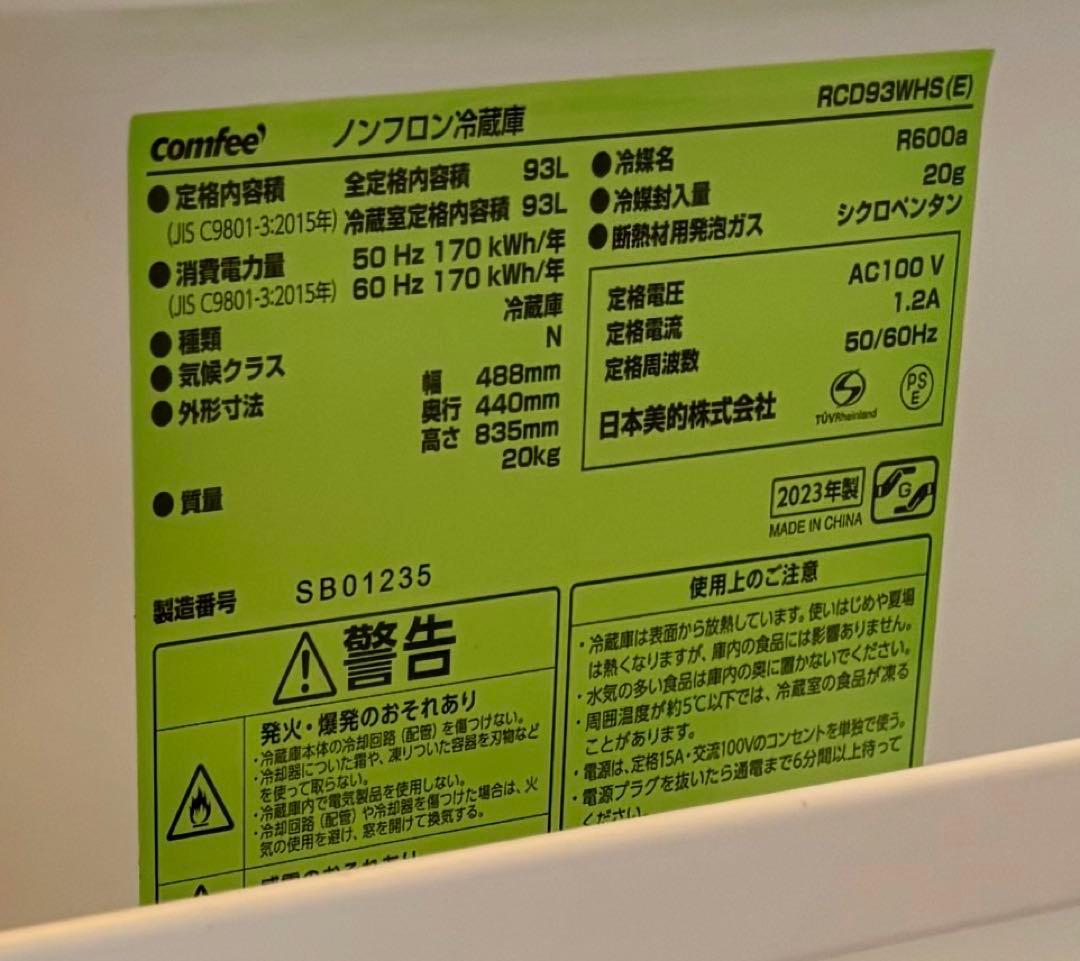 comfee' ノンフロン冷蔵庫 RCD93WHS(E)
●定格内容積 全定格内容積 93L
(JIS C9801-3:2015年) 冷蔵室定格内容積 93L
●消費電力量 50 Hz 170 kWh/年
(JIS C9801-3:2015年) 60 Hz 170 kWh/年
●種類 冷蔵庫
●気候クラス N
●外形寸法 幅 488mm
奥行 440mm
高さ 835mm
●質量 20kg
●冷媒名 R600a
●冷媒封入量 20g
●断熱材用発泡ガス シクロペンタン
定格電圧 AC100 V
定格電流 1.2A
定格周波数 50/60Hz
日本美的株式会社 TÜVRheinland PS E
2023年製 G
MADE IN CHINA
製造番号 SB01235
警告
発火・爆発のおそれあり
・冷蔵庫本体の冷却回路（配管）を傷つけない。
・冷却器についた霜や、凍りついた容器を刃物など
を使って取らない。
・冷蔵庫内で電気製品を使用しない。
・冷却回路（配管）や冷却器を傷つけた場合は、火
気の使用を避け、窓を開けて換気する。
使用上のご注意
・冷蔵庫は表面から放熱しています。使いはじめや夏場
は熱くなりますが、庫内の食品には影響ありません。
・水気の多い食品は庫内の奥に置かないでください。
・周囲温度が約5℃以下では、冷蔵室の食品が凍る
ことがあります。
・電源は、定格15A・交流100Vのコンセントを単独で使う。
・電源プラグを抜いたら通電まで6分間以上待って
ください。